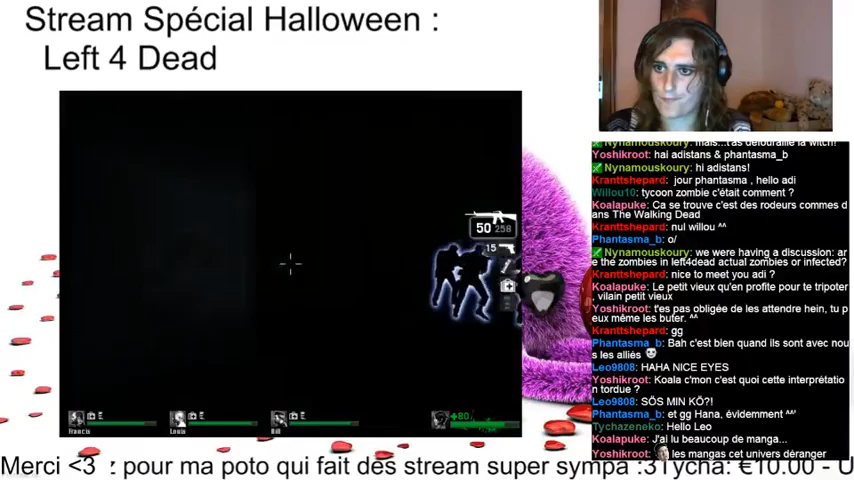 Stream Spécial Halloween :
Left 4 Dead
50 258
15
Francis
Louis
Bill
+80
Nynamouskoury: mais...t'as detouraille la witch!
Yoshikroot: hai adistans & phantasma_b
Nynamouskoury: hi adistans!
Kranttshepard: jour phantasma , hello adi
Willou10: tycoon zombie c'était comment ?
Koalapuke: Ca se trouve c'est des rodeurs commes d
ans The Walking Dead
Kranttshepard: nul willou ^^
Phantasma_b: o/
Nynamouskoury: we were having a discussion: ar
e the zombies in left4dead actual zombies or infected?
Kranttshepard: nice to meet you adi ?
Koalapuke: Le petit vieux qu'en profite pour te tripoter
, vilain petit vieux
Yoshikroot: t'es pas obligée de les attendre hein, tu p
eux même les buter. ^^
Kranttshepard: gg
Phantasma_b: Bah c'est bien quand ils sont avec nou
s les alliés
Leo9808: HAHA NICE EYES
Yoshikroot: Koala c'mon c'est quoi cette interprétatio
n tordue ?
Leo9808: SÖS MIN KÖ?!
Phantasma_b: et gg Hana, évidemment ^^'
Tychazeneko: Hello Leo
Koalapuke: J'ai lu beaucoup de manga...
Yoshikroot: les mangas cet univers déranger
Merci <3 z pour ma poto qui fait des stream super sympa :3Tycha: €10.00 - U